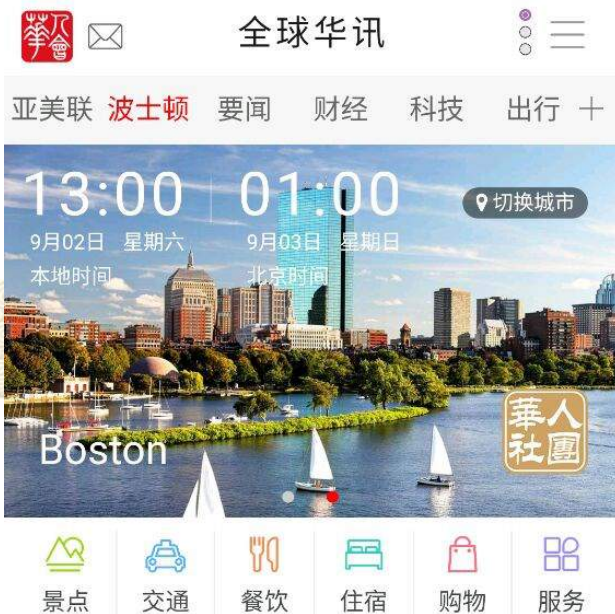 華人會
全球华讯
亚美联 波士顿 要闻 财经 科技 出行
13:00 01:00
切换城市
9月02日 星期六 9月03日 星期日
本地时间 北京时间
華人
社團
Boston
景点 交通 餐饮 住宿 购物 服务